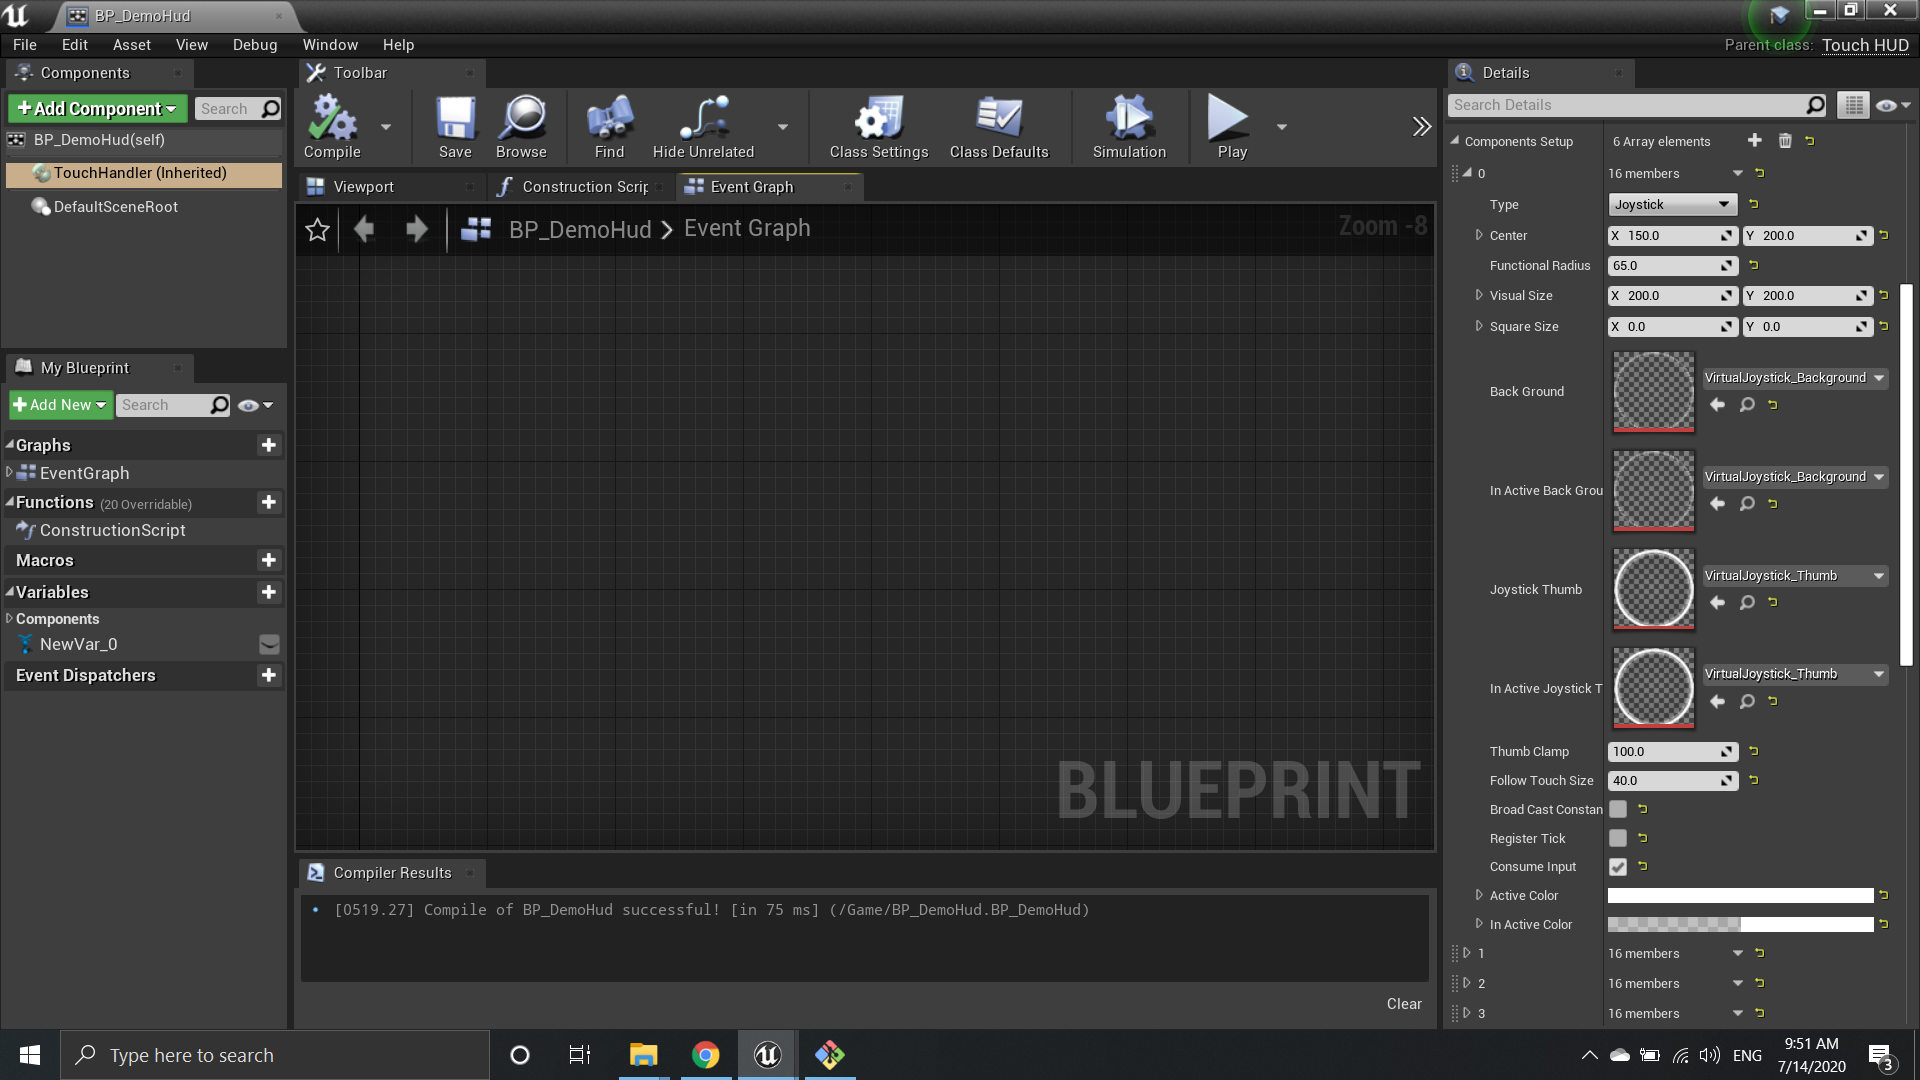 BP_DemoHud
File Edit Asset View Debug Window Help
Parent class: Touch HUD
Components
Add Component
Search
BP_DemoHud(self)
TouchHandler (Inherited)
DefaultSceneRoot
My Blueprint
Add New
Search
Graphs
EventGraph
Functions (20 Overridable)
ConstructionScript
Macros
Variables
Components
NewVar_0
Event Dispatchers
Toolbar
Compile
Save
Browse
Find
Hide Unrelated
Class Settings
Class Defaults
Simulation
Play
Viewport
Construction Scrip
Event Graph
BP_DemoHud > Event Graph
Zoom -8
BLUEPRINT
Compiler Results
[0519.27] Compile of BP_DemoHud successful! [in 75 ms] (/Game/BP_DemoHud.BP_DemoHud)
Clear
Details
Search Details
Components Setup 6 Array elements
0 16 members
Type Joystick
Center X 150.0 Y 200.0
Functional Radius 65.0
Visual Size X 200.0 Y 200.0
Square Size X 0.0 Y 0.0
Back Ground VirtualJoystick_Background
In Active Back Grou VirtualJoystick_Background
Joystick Thumb VirtualJoystick_Thumb
In Active Joystick T VirtualJoystick_Thumb
Thumb Clamp 100.0
Follow Touch Size 40.0
Broad Cast Constan
Register Tick
Consume Input
Active Color
In Active Color
1 16 members
2 16 members
3 16 members
Type here to search
ENG
9:51 AM
7/14/2020
3